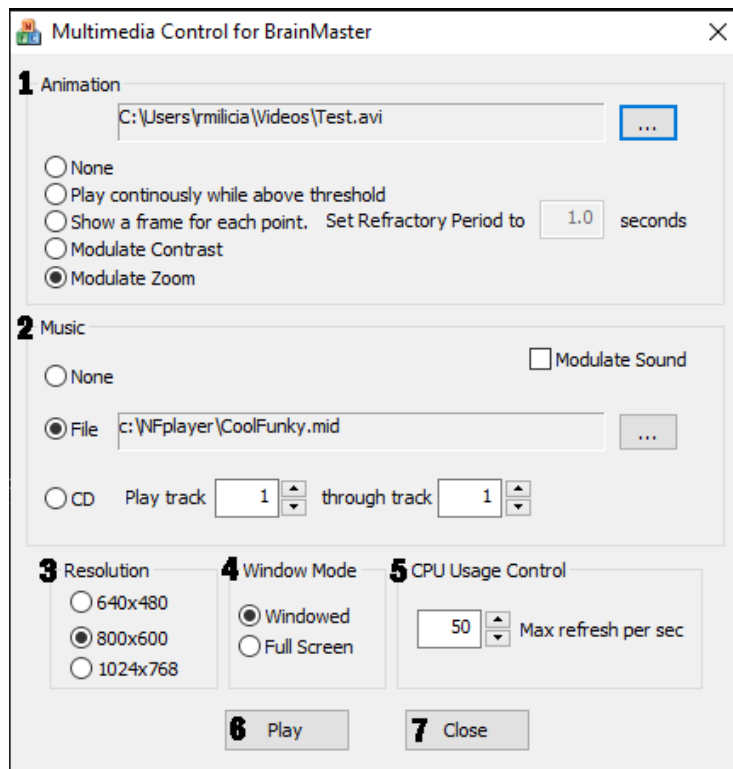 Multimedia Control for BrainMaster
1 Animation
C:\Users\rmilicia\Videos\Test.avi ...
None
Play continously while above threshold
Show a frame for each point. Set Refractory Period to 1.0 seconds
Modulate Contrast
Modulate Zoom
2 Music
Modulate Sound
None
File c:\NFplayer\CoolFunky.mid ...
CD Play track 1 through track 1
3 Resolution 4 Window Mode 5 CPU Usage Control
640x480
800x600
1024x768
Windowed
Full Screen
50 Max refresh per sec
6 Play 7 Close